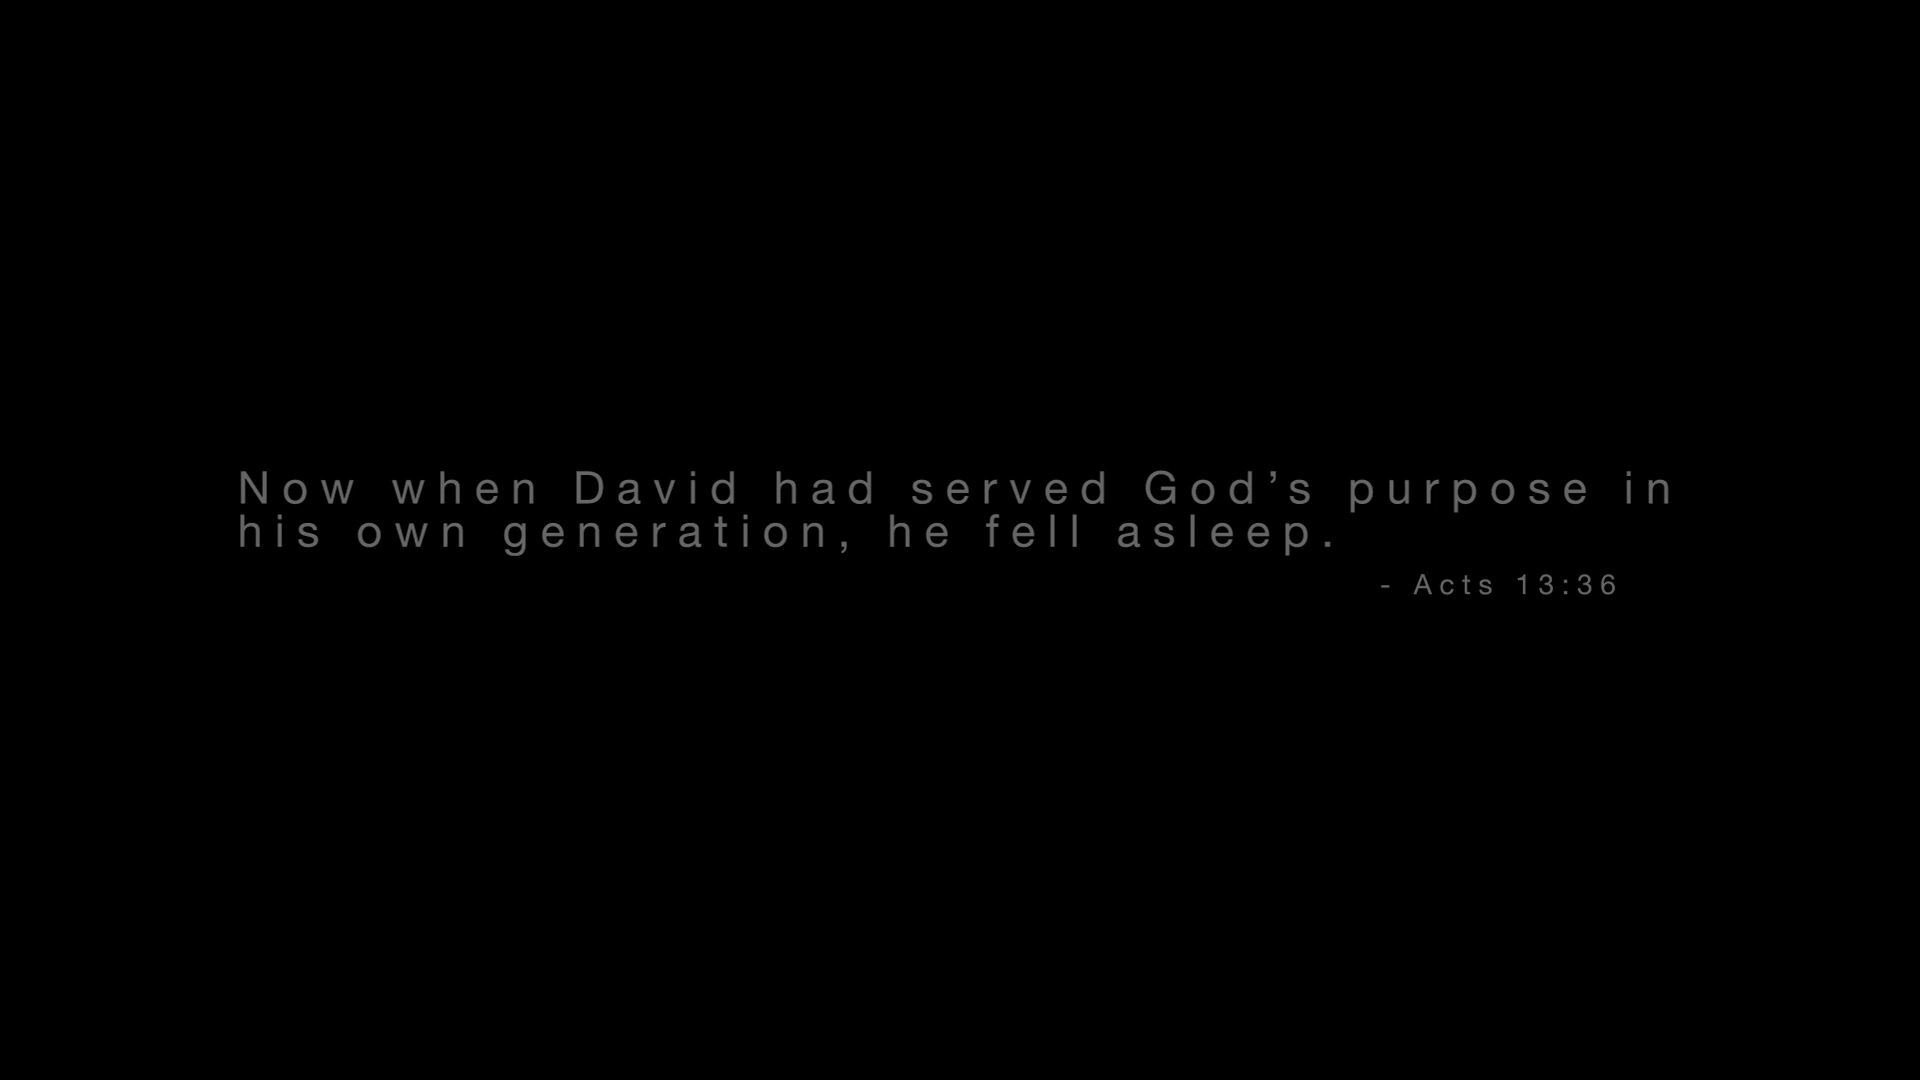 Now when David had served God’s purpose in
his own generation, he fell asleep.
- Acts 13:36